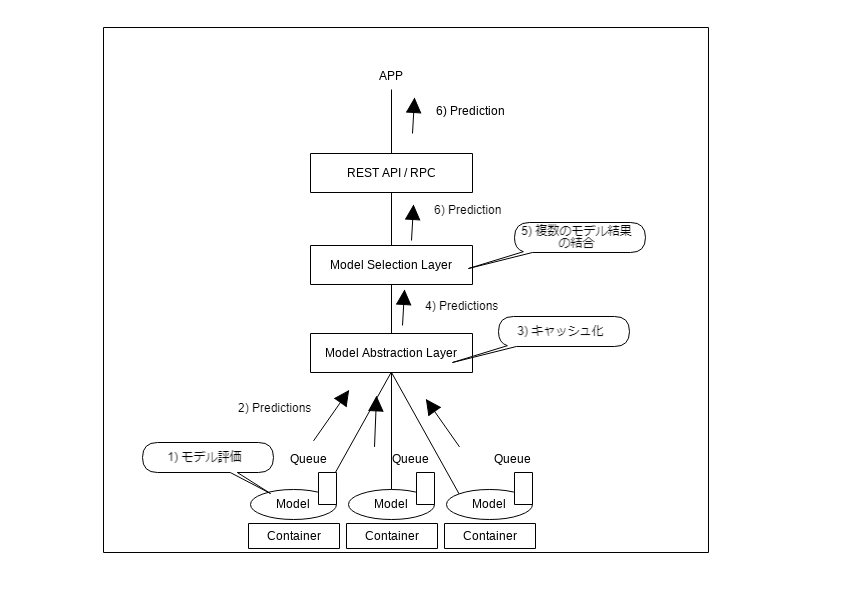 APP
6) Prediction
REST API / RPC
6) Prediction
5) 複数のモデル結果
の結合
Model Selection Layer
4) Predictions
3) キャッシュ化
Model Abstraction Layer
2) Predictions
1) モデル評価
Queue
Queue
Queue
Model
Model
Model
Container
Container
Container